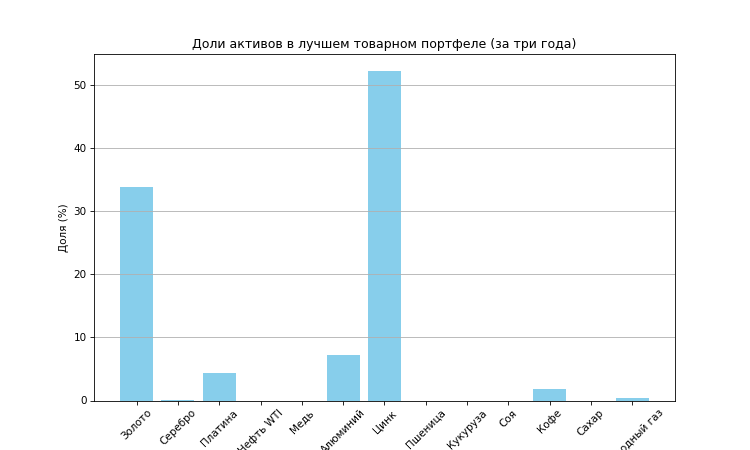 Доли активов в лучшем товарном портфеле (за три года)
Доля (%)
50
40
30
20
10
0
Золото
Серебро
Платина
Нефть WTI
Медь
Алюминий
Цинк
Пшеница
Кукуруза
Соя
Кофе
Сахар
газ